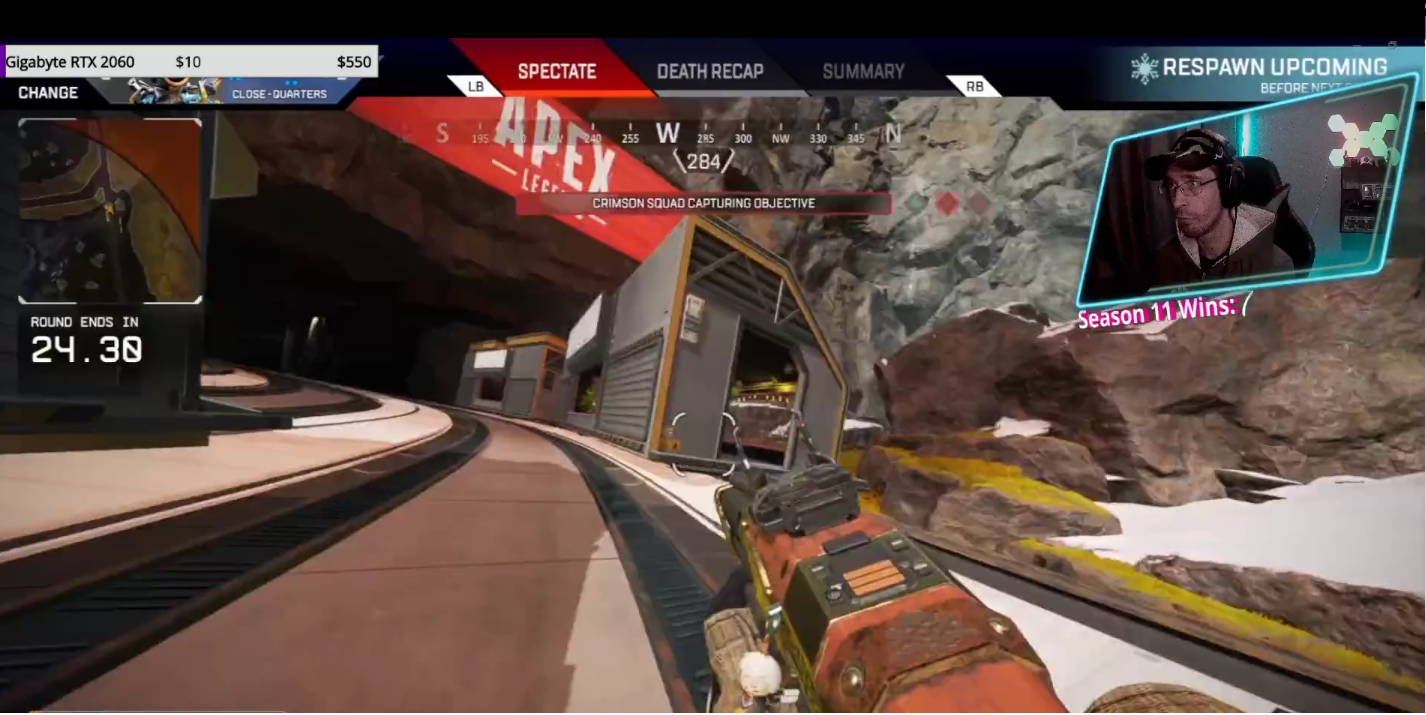 Gigabyte RTX 2060 $10 $550
CHANGE
CLOSE-QUARTERS
LB
SPECTATE
DEATH RECAP
SUMMARY
RB
RESPAWN UPCOMING
BEFORE
S 195 240 255 W 285 300 NW 330 345 N
284
APEX
CRIMSON SQUAD CAPTURING OBJECTIVE
ROUND ENDS IN
24.30
Season 11 Wins: